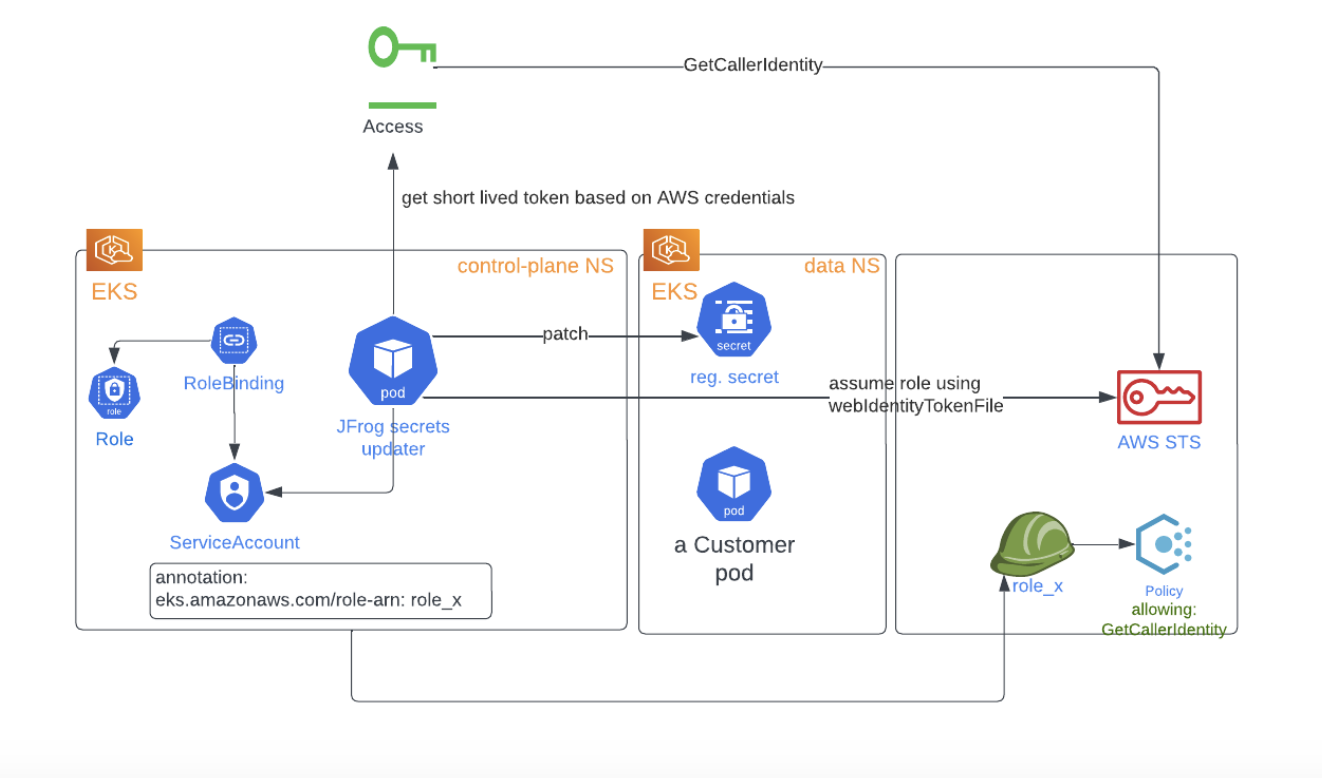 GetCallerIdentity
Access
get short lived token based on AWS credentials
control-plane NS
EKS
data NS
EKS
RoleBinding
role
Role
pod
JFrog secrets
updater
patch
secret
reg. secret
assume role using
webIdentityTokenFile
AWS STS
ServiceAccount
annotation:
eks.amazonaws.com/role-arn: role_x
pod
a Customer
pod
role_x
Policy
allowing:
GetCallerIdentity